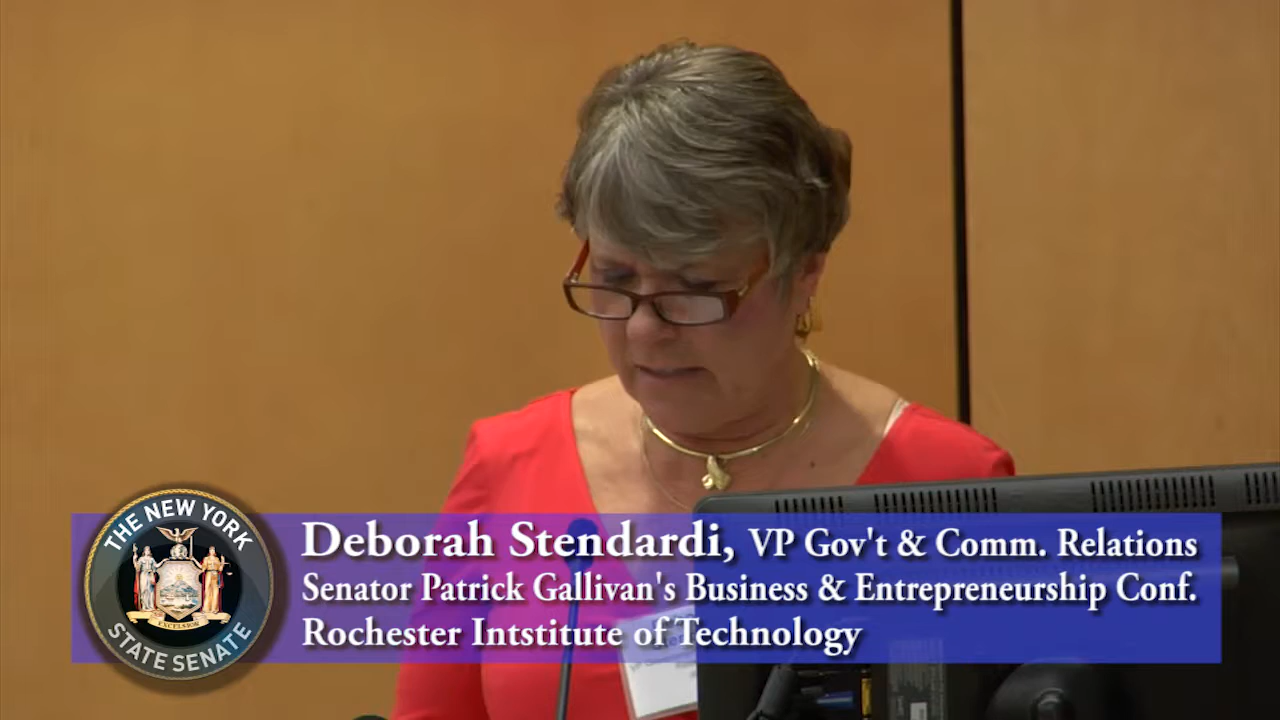 THE NEW YORK
STATE SENATE
EXCELSIOR
Deborah Stendardi, VP Gov't & Comm. Relations
Senator Patrick Gallivan's Business & Entrepreneurship Conf.
Rochester Intstitute of Technology